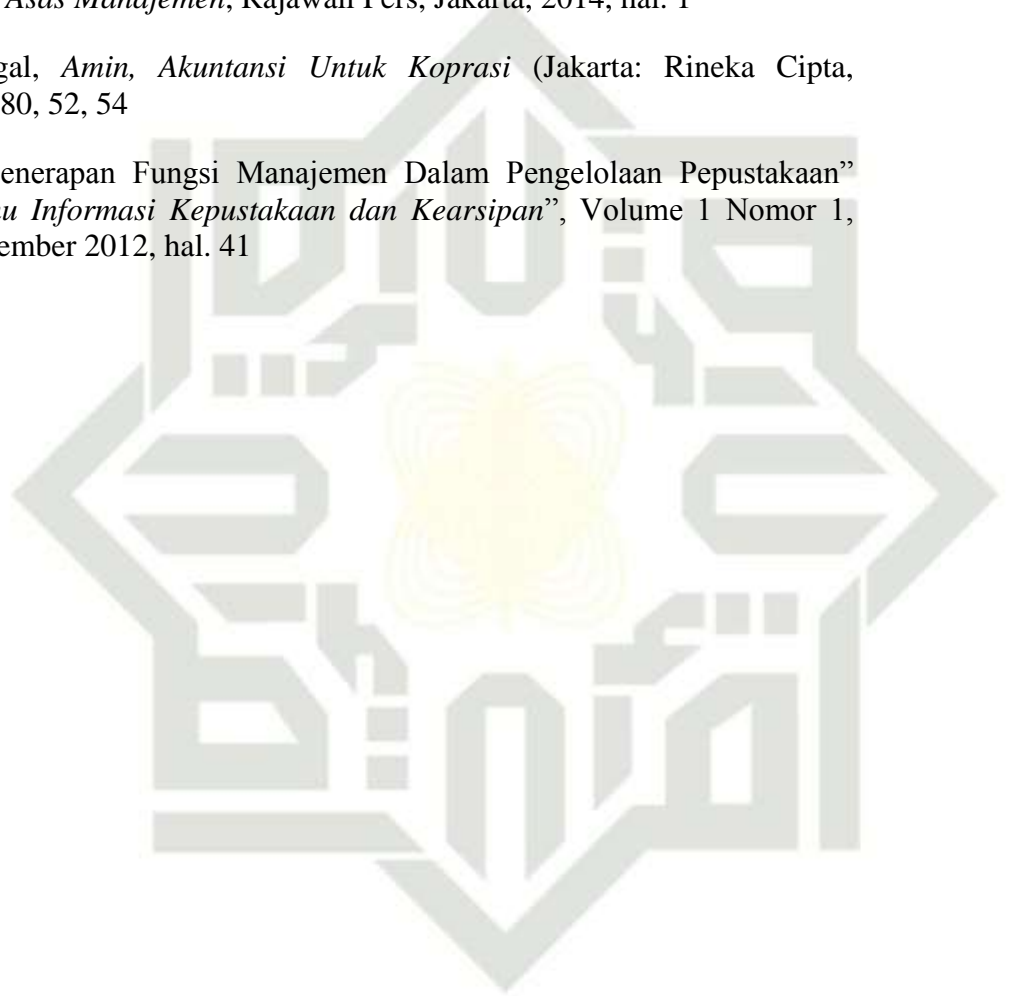 Asas Manajemen, Rajawali Pers, Jakarta, 2014, hal. 1
gal, Amin, Akuntansi Untuk Koprasi (Jakarta: Rineka Cipta,
80, 52, 54
enerapan Fungsi Manajemen Dalam Pengelolaan Pepustakaan”
u Informasi Kepustakaan dan Kearsipan”, Volume 1 Nomor 1,
ember 2012, hal. 41